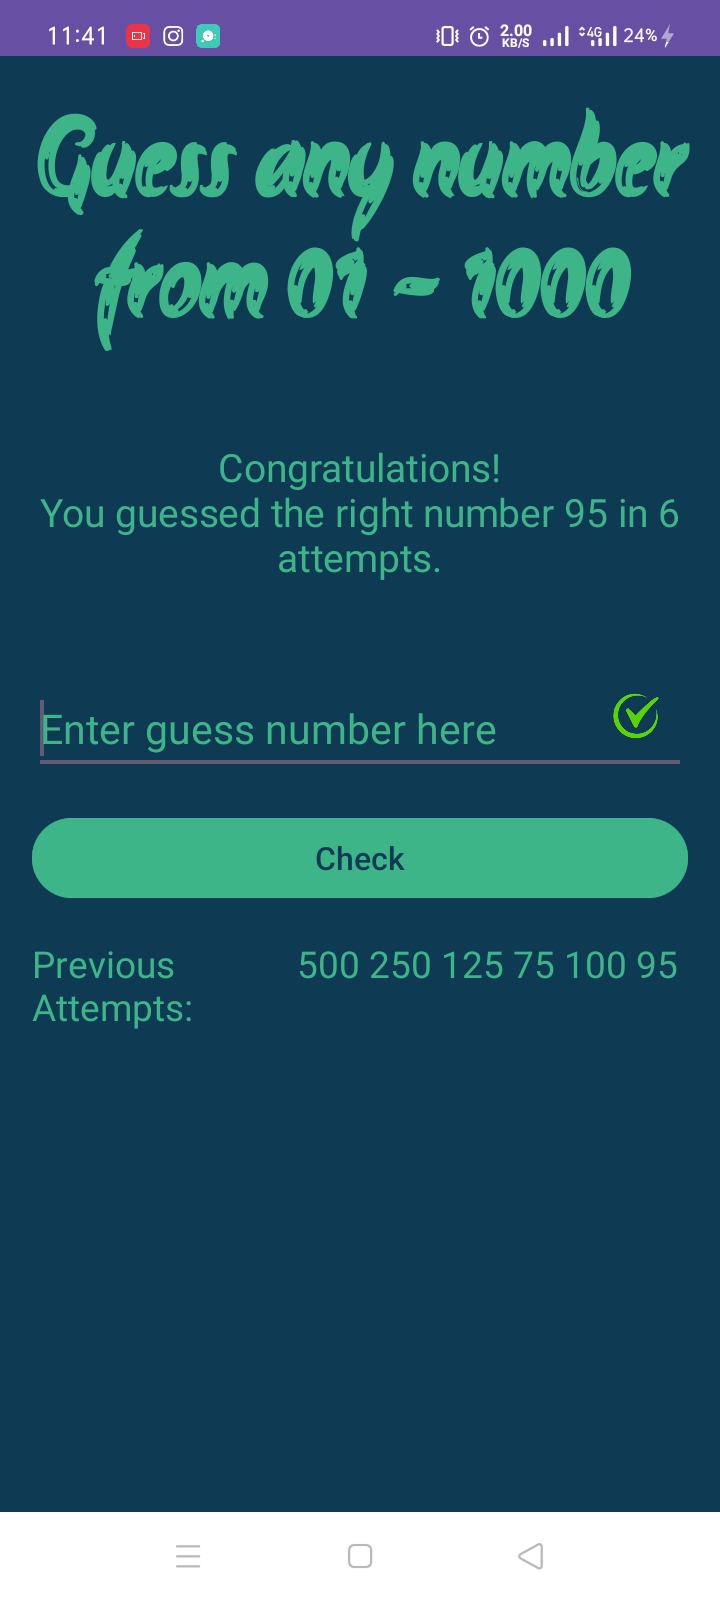 11:41 2.00 KB/S 4G 24%
Guess any number
from 01 - 1000
Congratulations!
You guessed the right number 95 in 6
attempts.
Enter guess number here
Check
Previous 500 250 125 75 100 95
Attempts: